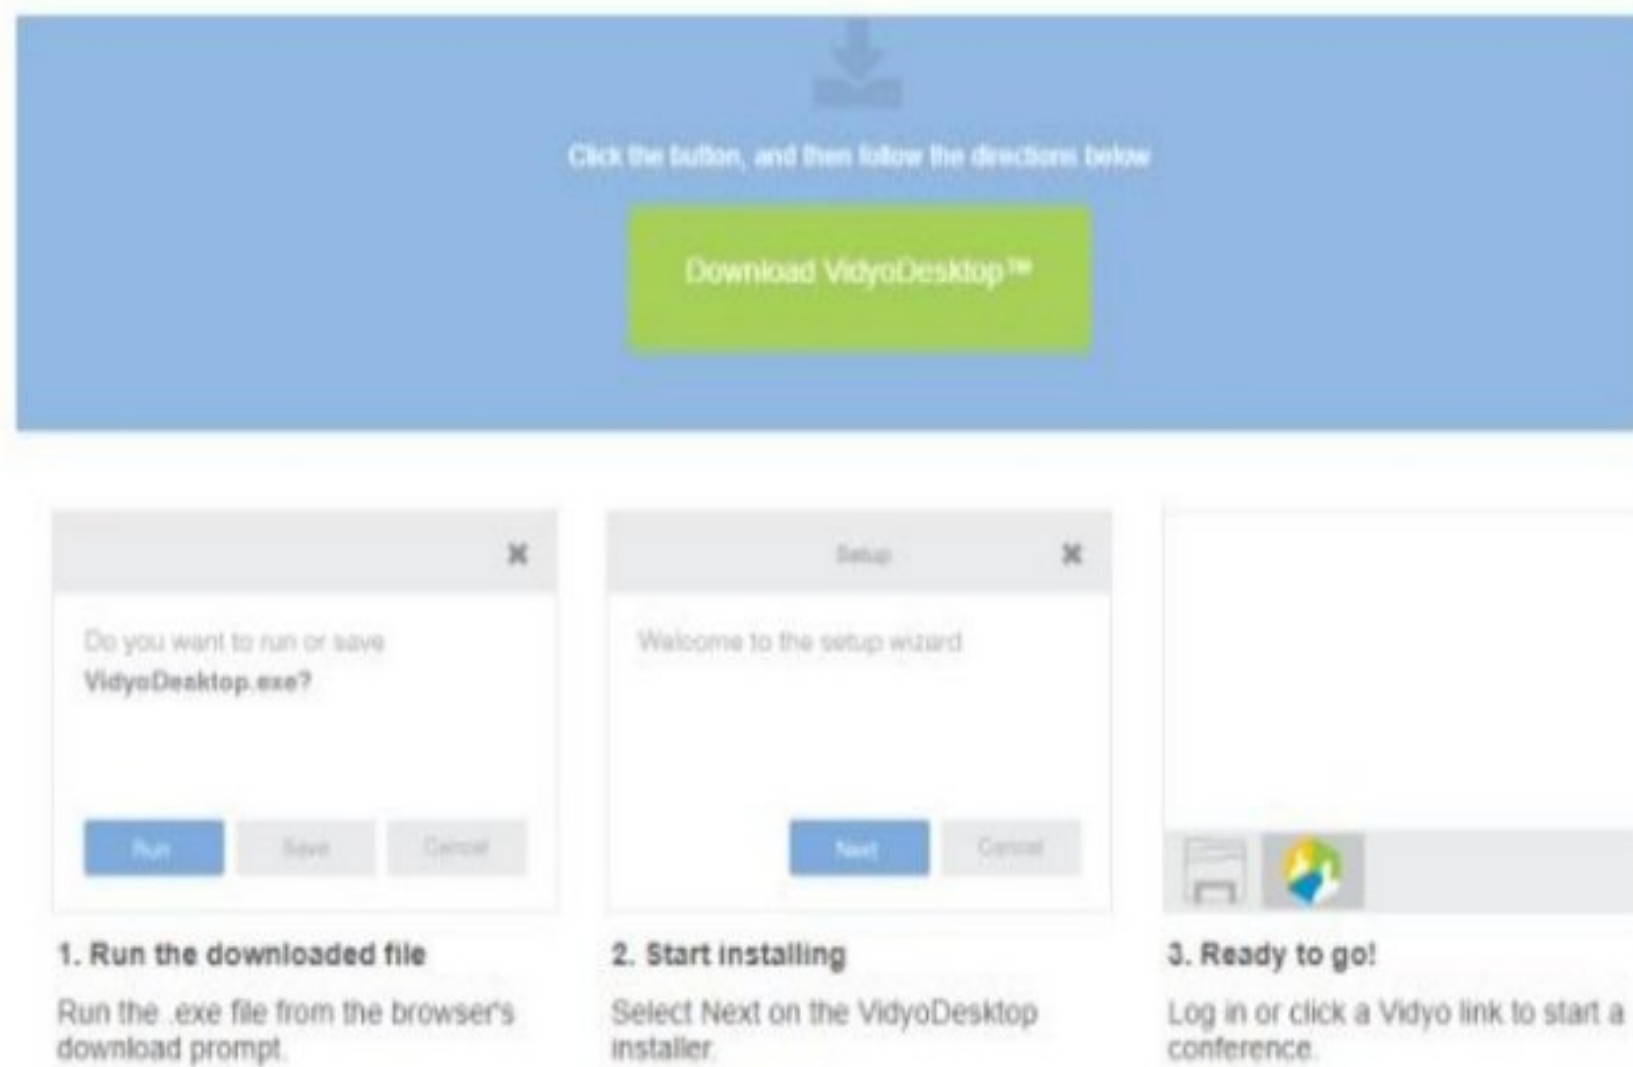 Click the button, and then follow the directions below
Download VidyoDesktop™
Do you want to run or save
VidyoDesktop.exe?
Run Save Cancel
Setup
Welcome to the setup wizard
Next Cancel
1. Run the downloaded file
Run the .exe file from the browser's
download prompt.
2. Start installing
Select Next on the VidyoDesktop
installer.
3. Ready to go!
Log in or click a Vidyo link to start a
conference.